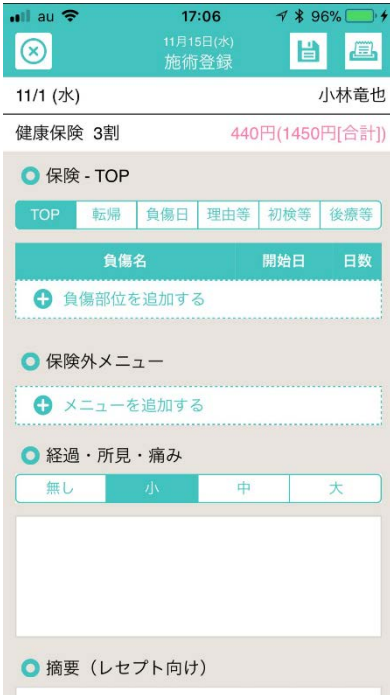 au 17:06 96%
11月15日(水)
施術登録
11/1 (水) 小林竜也
健康保険 3割 440円(1450円[合計])
保険 - TOP
TOP 転帰 負傷日 理由等 初検等 後療等
負傷名 開始日 日数
負傷部位を追加する
保険外メニュー
メニューを追加する
経過・所見・痛み
無し 小 中 大
摘要（レセプト向け）